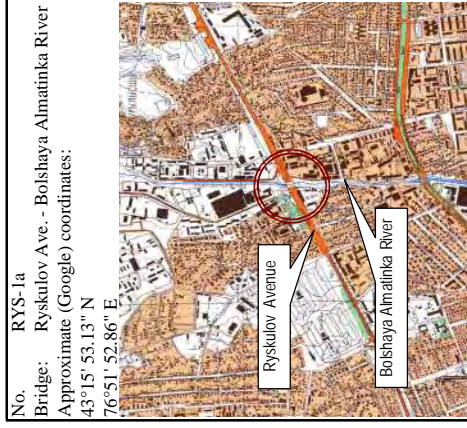 No. RYS-1a
Bridge: Ryskulov Ave. - Bolshaya Almatinka River
Approximate (Google) coordinates:
43°15' 53.13" N
76°51' 52.86" E
Ryskulov Avenue
Bolshaya Almatinka River